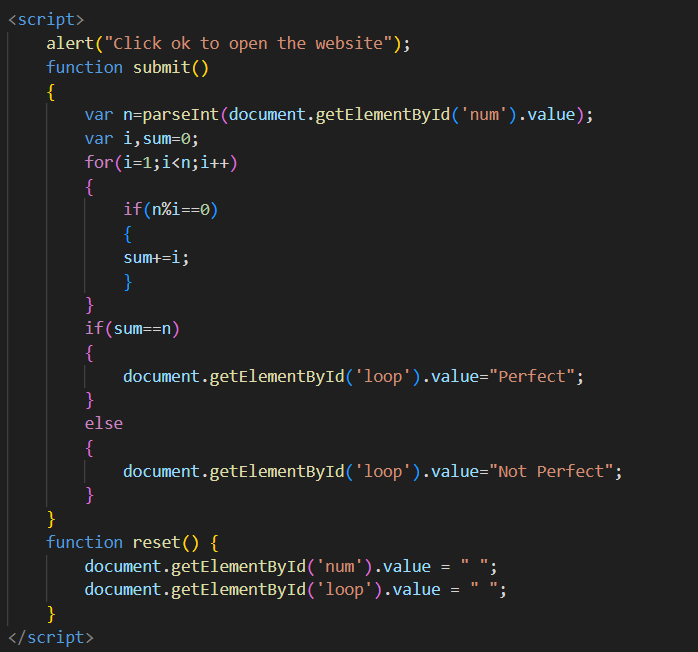 <script>
    alert("Click ok to open the website");
    function submit()
    {
        var n=parseInt(document.getElementById('num').value);
        var i,sum=0;
        for(i=1;i<n;i++)
        {
            if(n%i==0)
            {
            sum+=i;
            }
        }
        if(sum==n)
        {
            document.getElementById('loop').value="Perfect";
        }
        else
        {
            document.getElementById('loop').value="Not Perfect";
        }
    }
    function reset() {
        document.getElementById('num').value = " ";
        document.getElementById('loop').value = " ";
    }
</script>